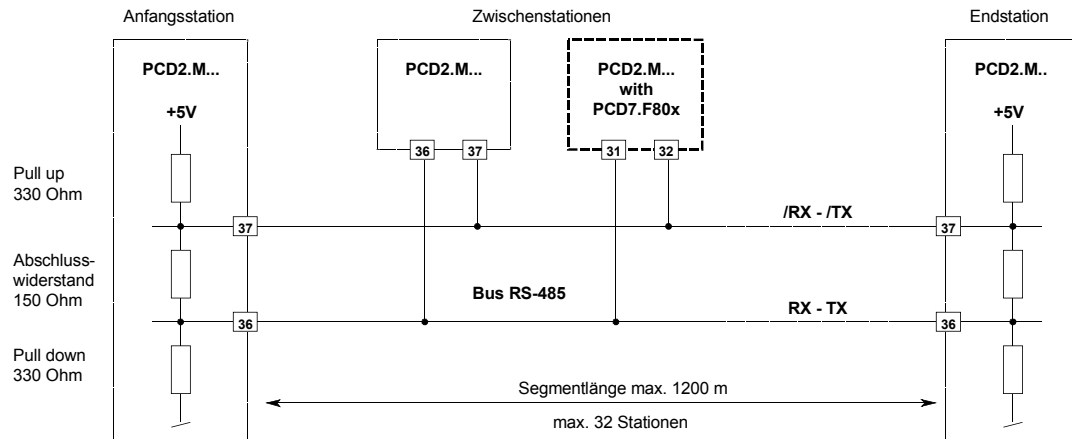 Anfangsstation
Zwischenstationen
Endstation
PCD2.M...
PCD2.M...
PCD2.M...
with
PCD7.F80x
PCD2.M..
+5V
+5V
36
37
31
32
Pull up
330 Ohm
/RX - /TX
37
37
Abschluss-
widerstand
150 Ohm
Bus RS-485
RX - TX
36
36
Pull down
330 Ohm
Segmentlänge max. 1200 m
max. 32 Stationen